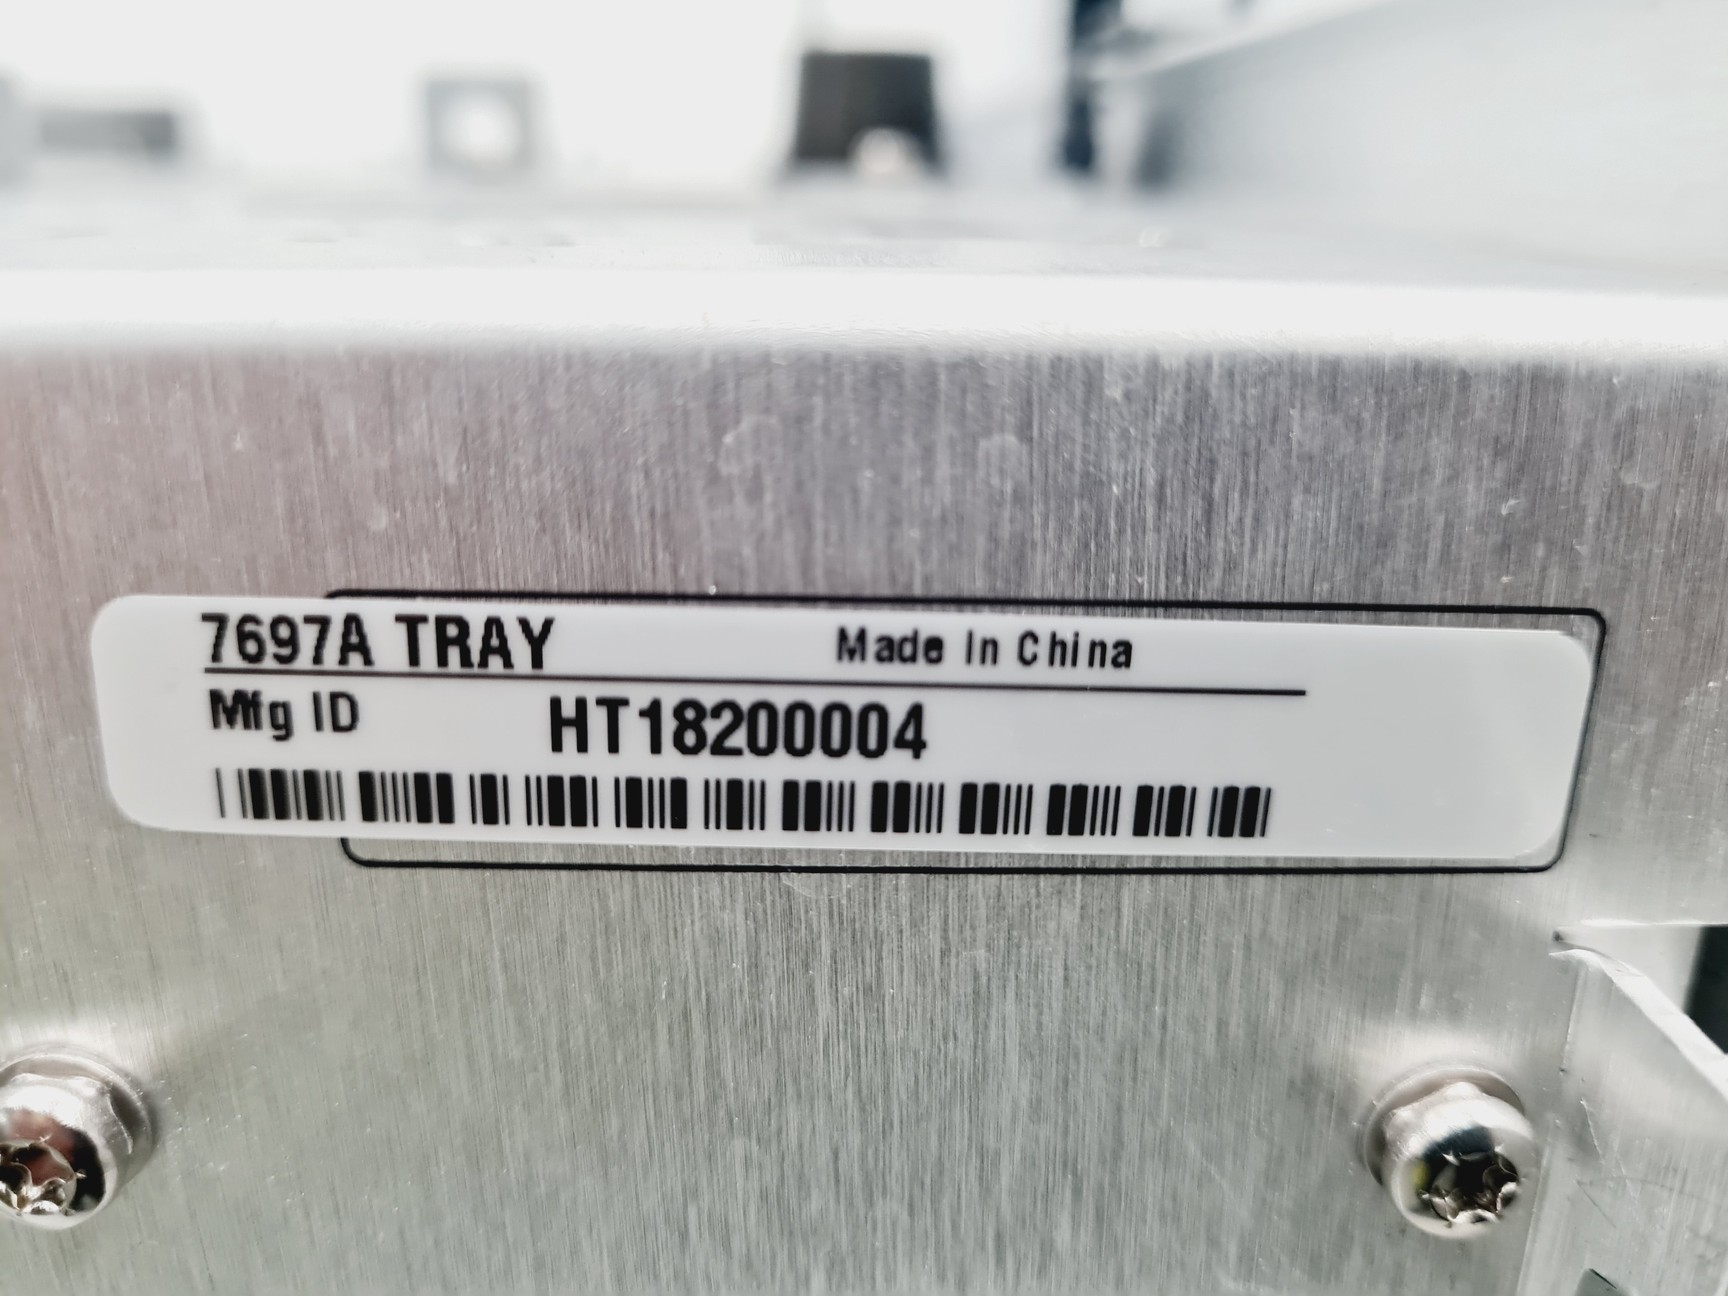 7697A TRAY Made In China
Mfg ID HT18200004